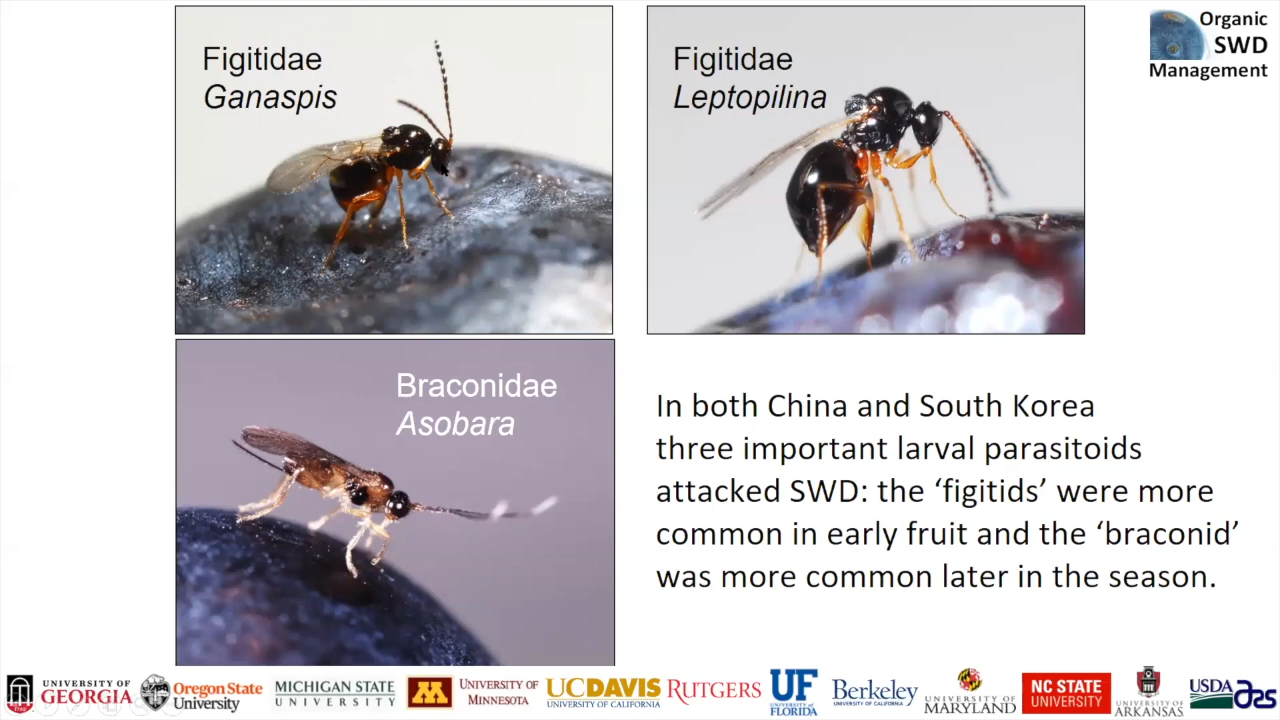 Figitidae
Ganaspis
Figitidae
Leptopilina
Organic
SWD
Management
Braconidae
Asobara
In both China and South Korea
three important larval parasitoids
attacked SWD: the ‘figitids’ were more
common in early fruit and the ‘braconid’
was more common later in the season.
UNIVERSITY OF
GEORGIA
Oregon State
University
MICHIGAN STATE
UNIVERSITY
M
UNIVERSITY OF
MINNESOTA
UCDAVIS
UNIVERSITY OF CALIFORNIA
RUTGERS
UF
UNIVERSITY of
FLORIDA
Berkeley
UNIVERSITY OF CALIFORNIA
UNIVERSITY OF
MARYLAND
NC STATE
UNIVERSITY
UNIVERSITY OF
ARKANSAS
USDA
ars